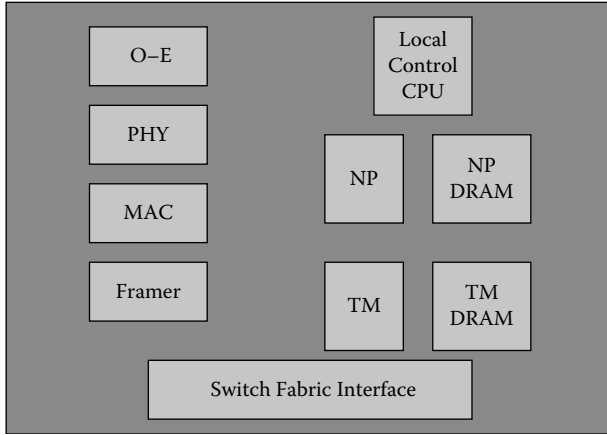 O–E
PHY
MAC
Framer
Local
Control
CPU
NP
NP
DRAM
TM
TM
DRAM
Switch Fabric Interface